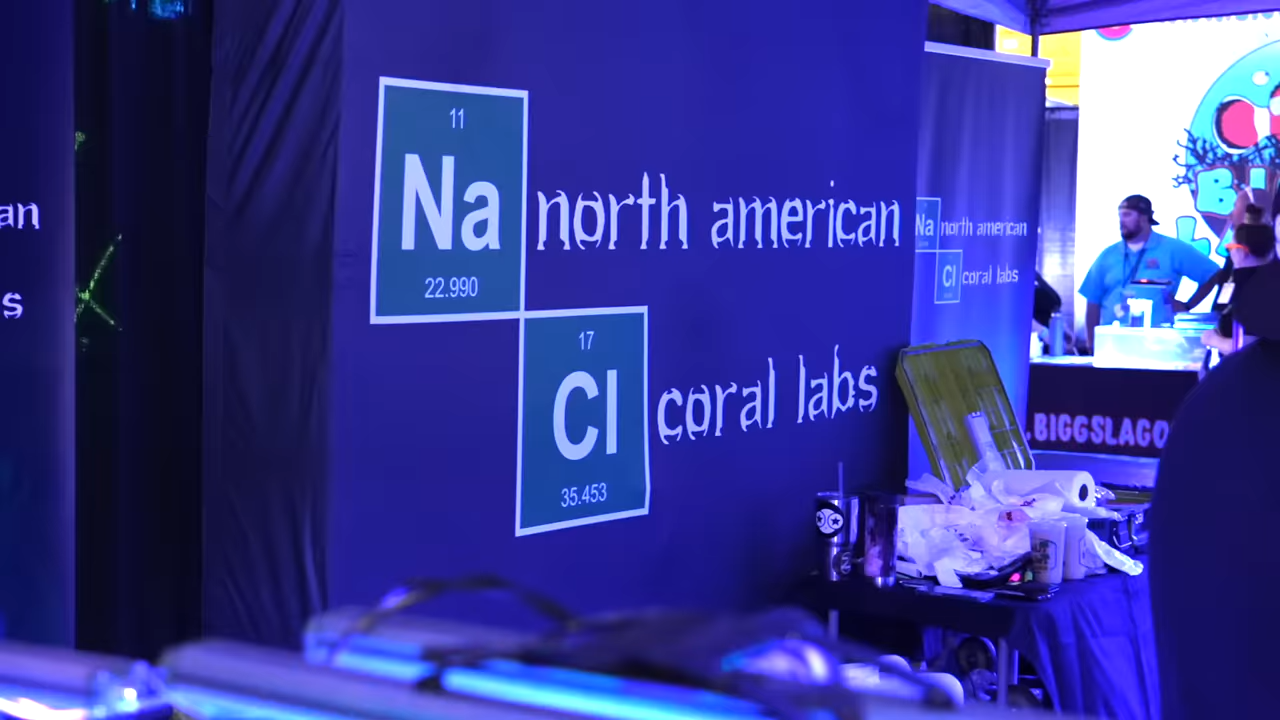 11
Na north american
22.990
17
Cl coral labs
35.453
an
s
Na north american
Cl coral labs
.BIGGSLAGO